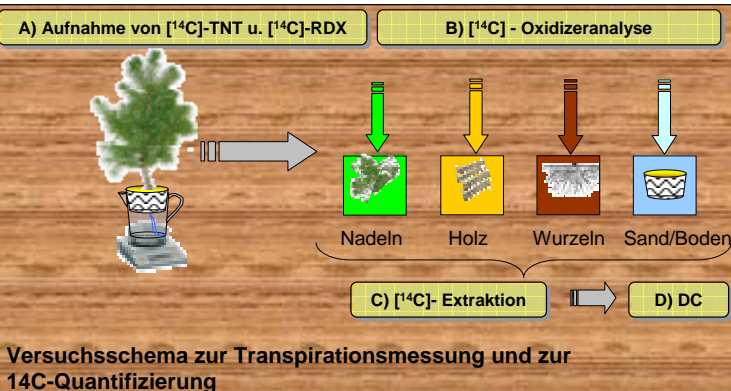 A) Aufnahme von [¹⁴C]-TNT u. [¹⁴C]-RDX
B) [¹⁴C] - Oxidizeranalyse
Nadeln
Holz
Wurzeln
Sand/Boden
C) [¹⁴C]- Extraktion
D) DC
Versuchsschema zur Transpirationsmessung und zur
14C-Quantifizierung